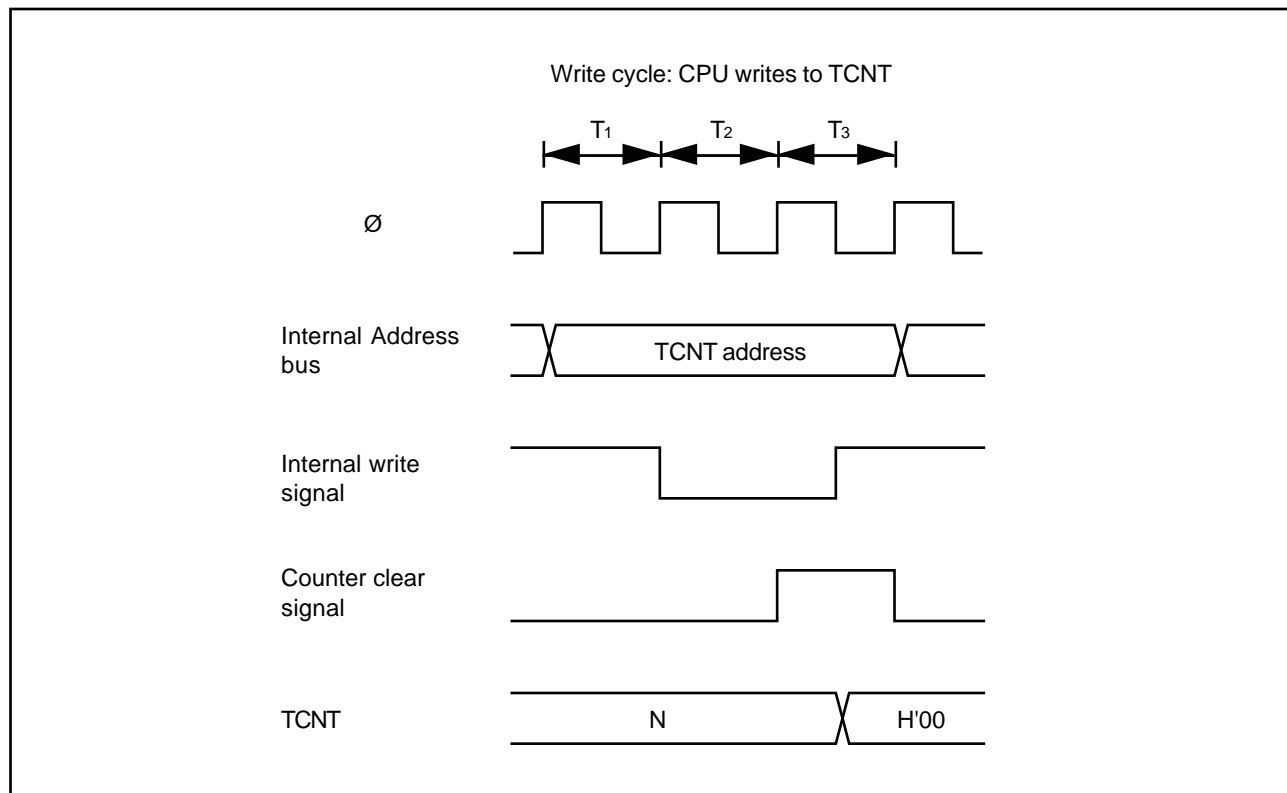 Write cycle: CPU writes to TCNT
T1 T2 T3
Ø
Internal Address
bus
TCNT address
Internal write
signal
Counter clear
signal
TCNT
N
H'00